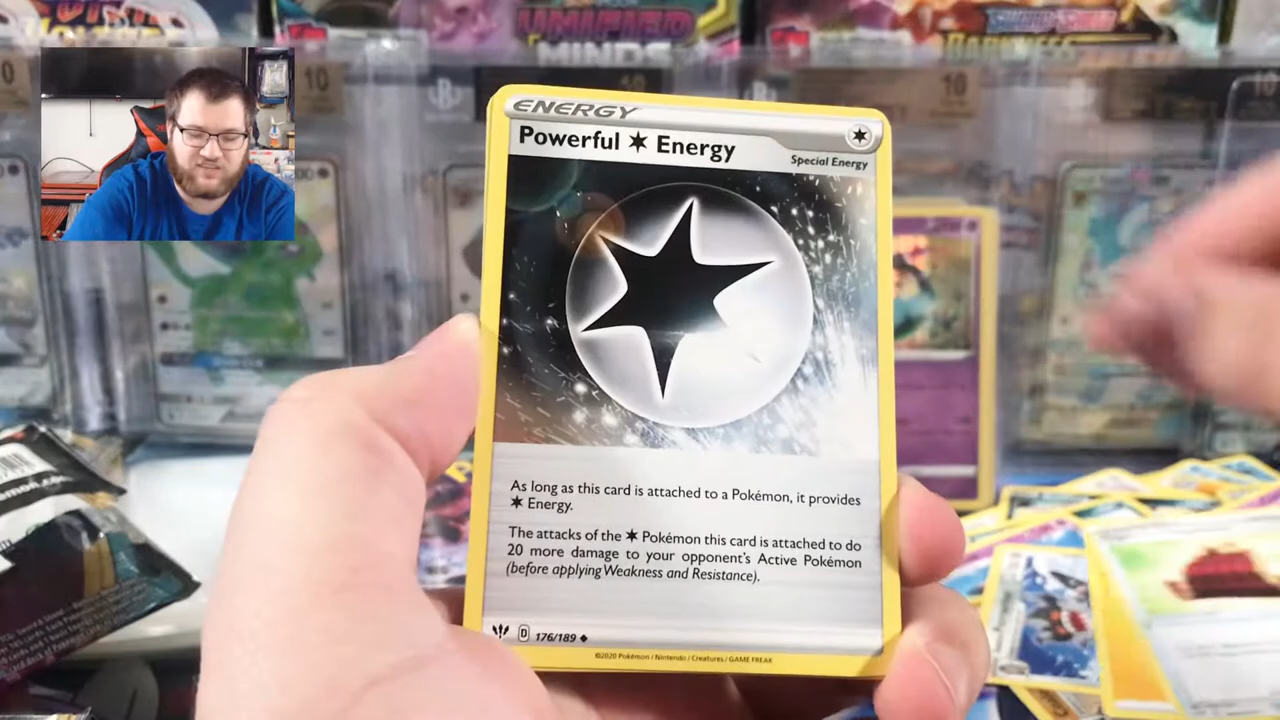 UNIFIED
MINDS
DARKNESS
10
10
10
ENERGY
Powerful Energy
Special Energy
As long as this card is attached to a Pokémon, it provides
Energy.
The attacks of the Pokémon this card is attached to do
20 more damage to your opponent's Active Pokémon
(before applying Weakness and Resistance).
D 176/189
©2020 Pokémon / Nintendo / Creatures / GAME FREAK